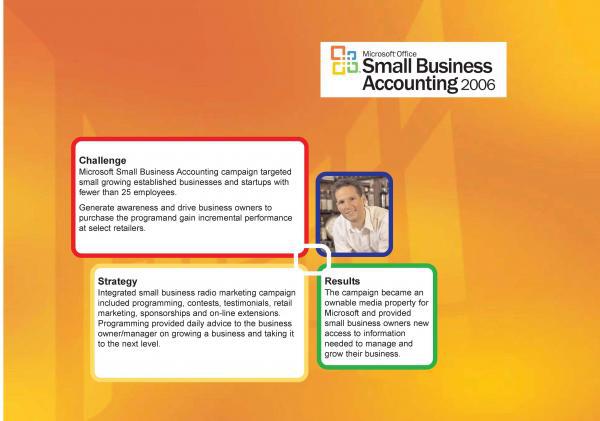 Microsoft Office
Small Business
Accounting 2006
Challenge
Microsoft Small Business Accounting campaign targeted
small growing established businesses and startups with
fewer than 25 employees.
Generate awareness and drive business owners to
purchase the programand gain incremental performance
at select retailers.
Strategy
Integrated small business radio marketing campaign
included programming, contests, testimonials, retail
marketing, sponsorships and on-line extensions.
Programming provided daily advice to the business
owner/manager on growing a business and taking it
to the next level.
Results
The campaign became an
ownable media property for
Microsoft and provided
small business owners new
access to information
needed to manage and
grow their business.